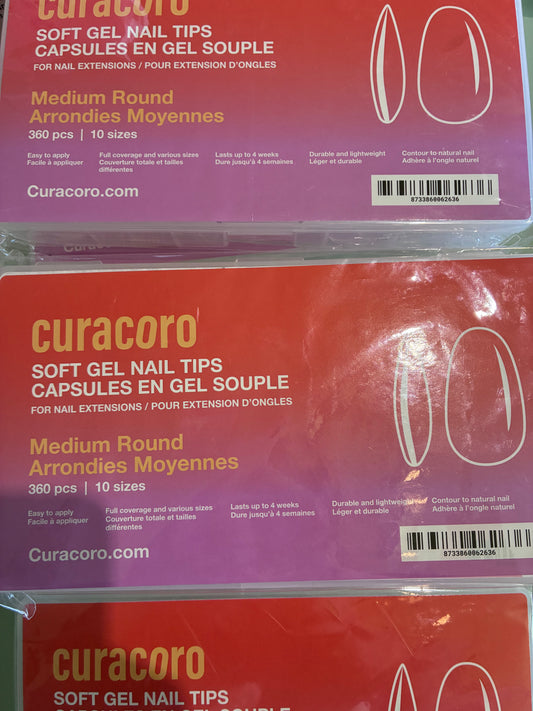 curacoro
SOFT GEL NAIL TIPS
CAPSULES EN GEL SOUPLE
FOR NAIL EXTENSIONS / POUR EXTENSION D'ONGLES
Medium Round
Arrondies Moyennes
360 pcs | 10 sizes
Easy to apply
Facile à appliquer
Full coverage and various sizes
Couverture totale et tailles
différentes
Lasts up to 4 weeks
Dure jusqu'à 4 semaines
Durable and lightweight
Léger et durable
Contour to natural nail
Adhère à l'ongle naturel
Curacoro.com
8733860062636
curacoro
SOFT GEL NAIL TIPS
CAPSULES EN GEL SOUPLE
FOR NAIL EXTENSIONS / POUR EXTENSION D'ONGLES
Medium Round
Arrondies Moyennes
360 pcs | 10 sizes
Easy to apply
Facile à appliquer
Full coverage and various sizes
Couverture totale et tailles
différentes
Lasts up to 4 weeks
Dure jusqu'à 4 semaines
Durable and lightweight
Léger et durable
Contour to natural nail
Adhère à l'ongle naturel
Curacoro.com
8733860062636
curacoro
SOFT GEL NAIL TIPS
CAPSULES EN GEL SOUPLE